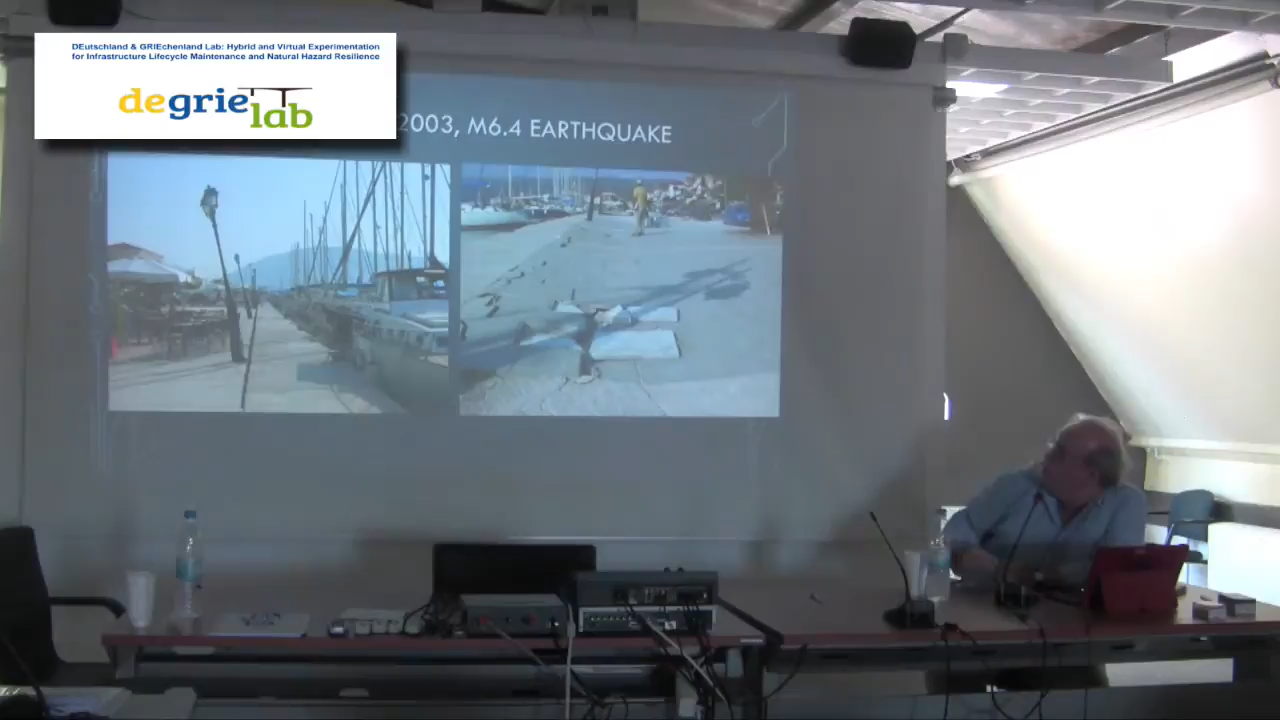 DEutschland & GRIEchenland Lab: Hybrid and Virtual Experimentation
for Infrastructure Lifecycle Maintenance and Natural Hazard Resilience
degrie
lab
2003, M6.4 EARTHQUAKE